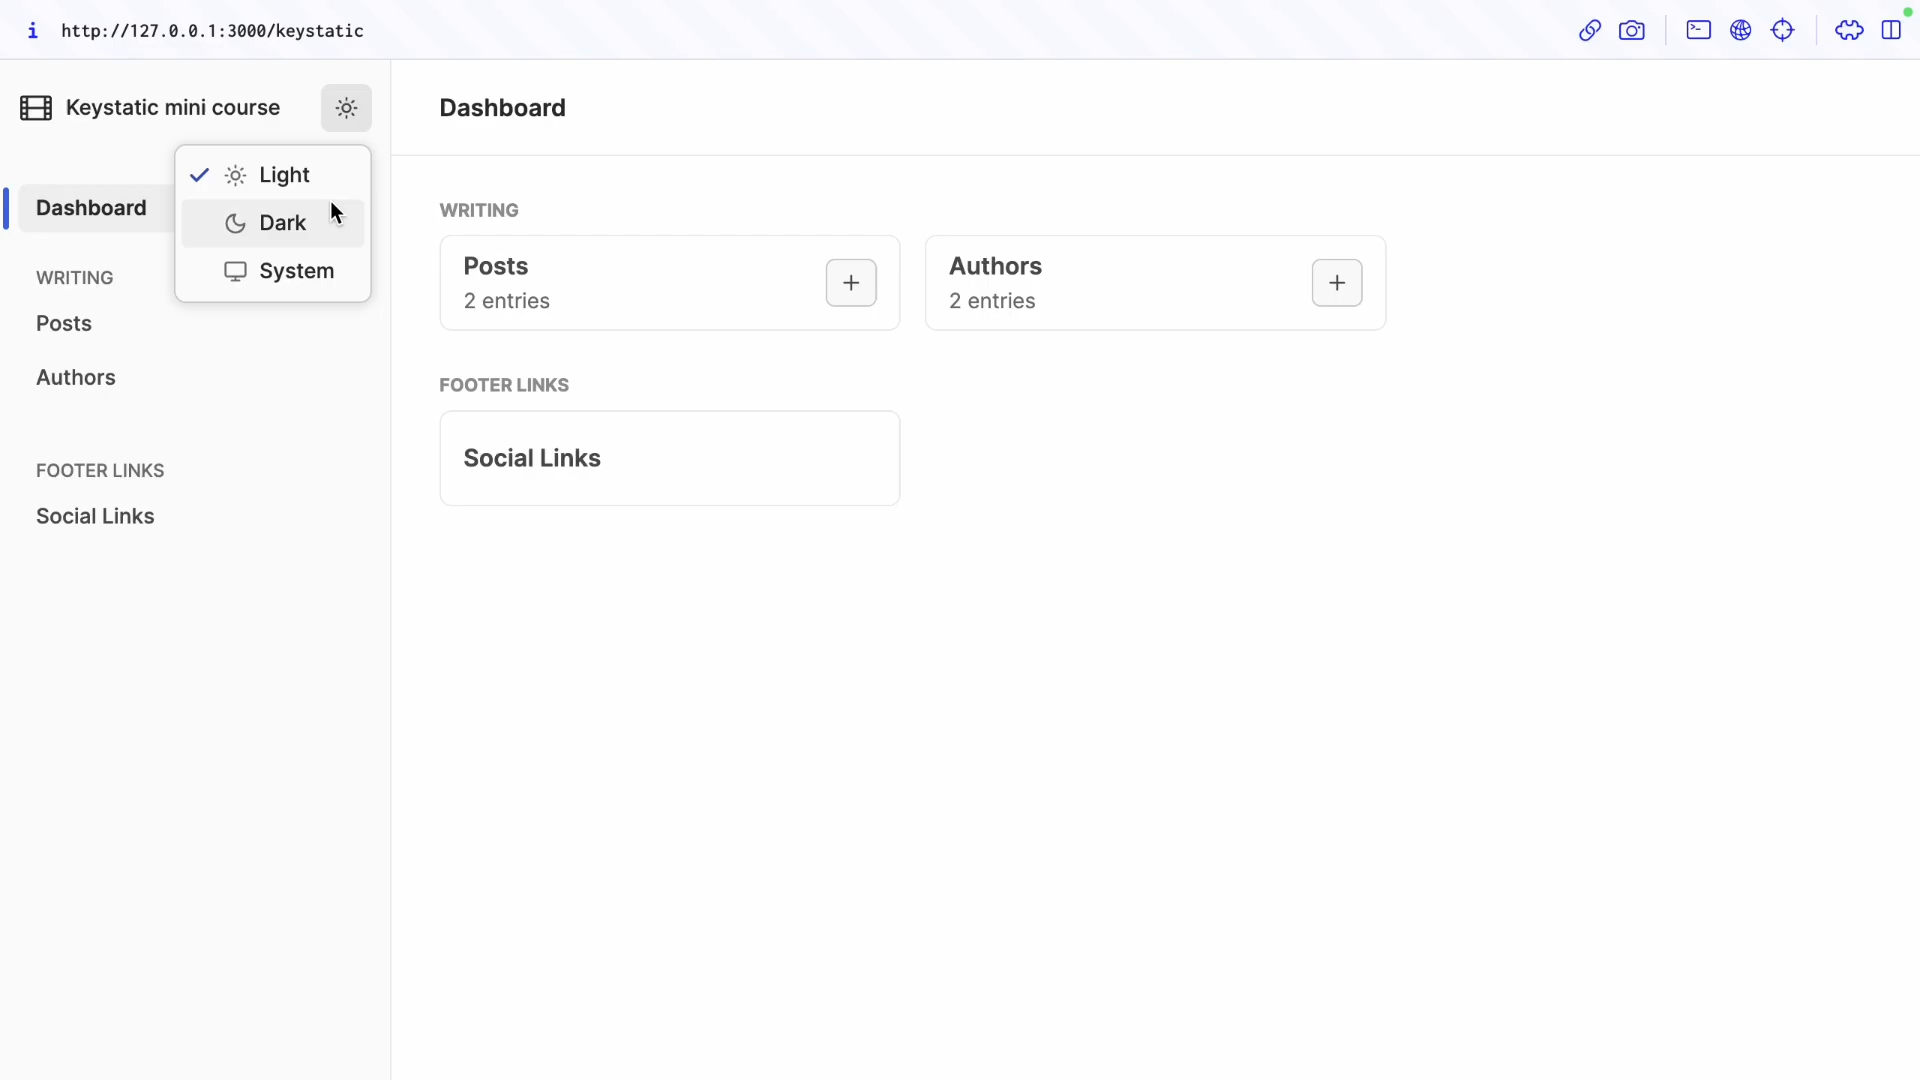 http://127.0.0.1:3000/keystatic
Keystatic mini course
Light
Dark
System
Dashboard
WRITING
Posts
Authors
FOOTER LINKS
Social Links
Dashboard
WRITING
Posts
2 entries
Authors
2 entries
FOOTER LINKS
Social Links